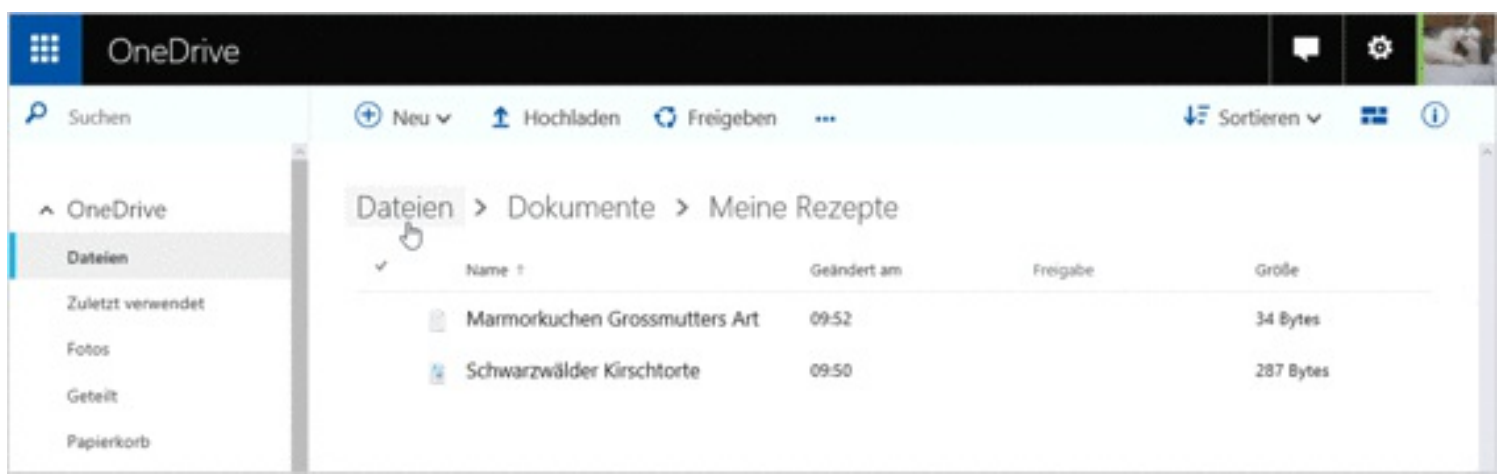 OneDrive
Suchen
Neu Hochladen Freigeben ... Sortieren
OneDrive
Dateien
Zuletzt verwendet
Fotos
Geteilt
Papierkorb
Dateien > Dokumente > Meine Rezepte
Name ↑ Geändert am Freigabe Größe
Marmorkuchen Grossmutters Art 09:52 34 Bytes
Schwarzwälder Kirschtorte 09:50 287 Bytes